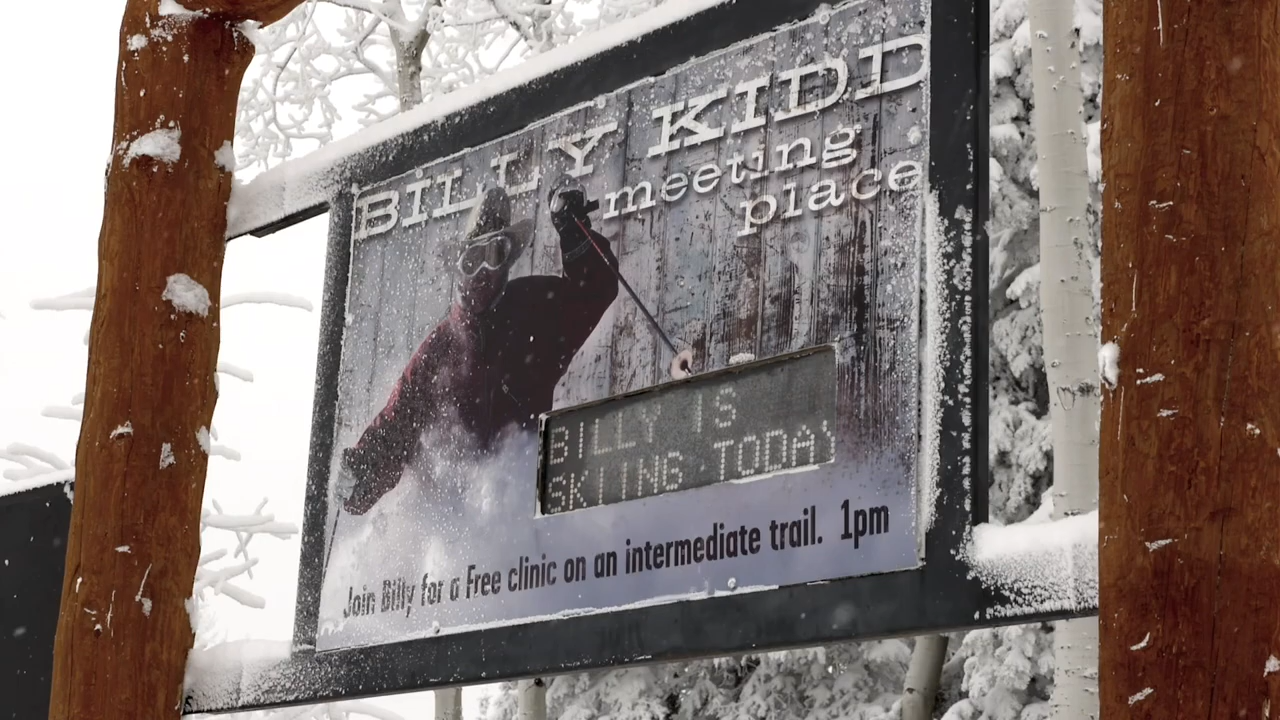 BILLY KIDD
meeting
place
BILLY IS
SKIING TODAY
Join Billy for a Free clinic on an intermediate trail. 1pm